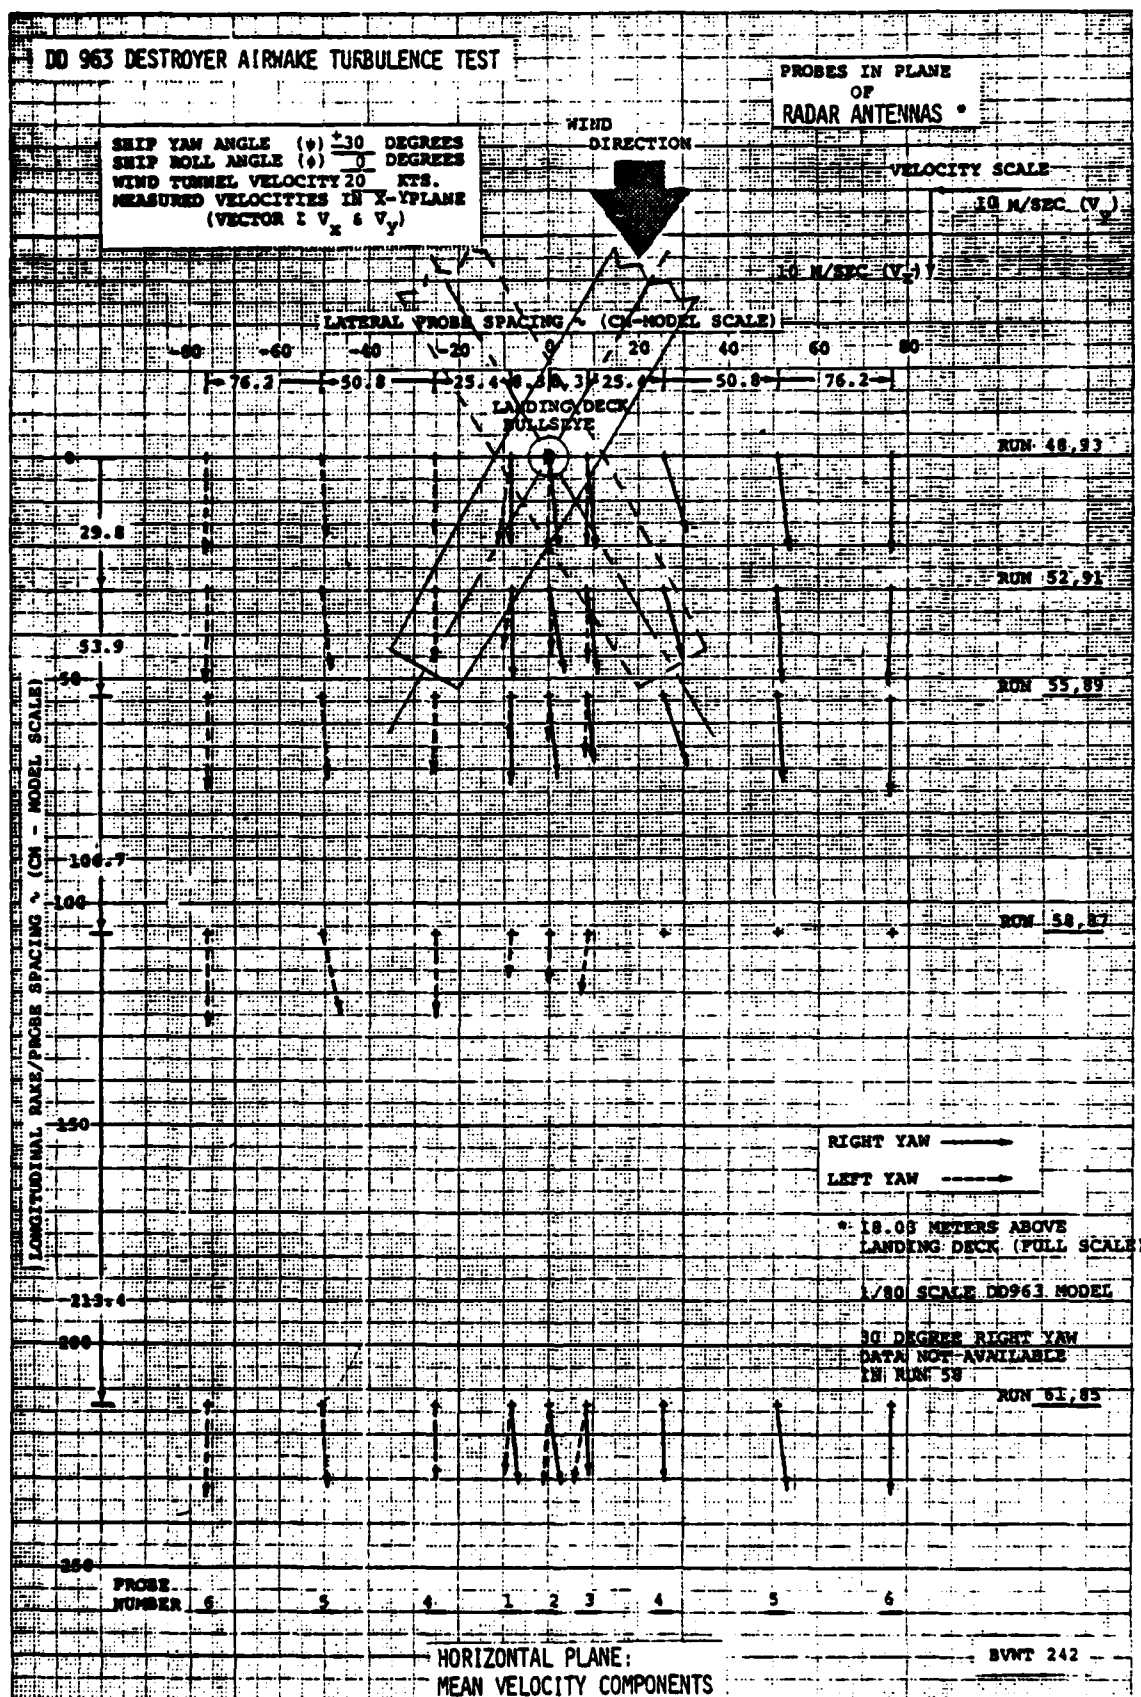 DD 963 DESTROYER AIRWAKE TURBULENCE TEST
PROBES IN PLANE
OF
RADAR ANTENNAS *
SHIP YAW ANGLE (ψ) ±30 DEGREES
SHIP ROLL ANGLE (φ) 0 DEGREES
WIND TUNNEL VELOCITY 20 KTS.
MEASURED VELOCITIES IN X-Y PLANE
(VECTOR Σ Vx & Vy)
WIND
DIRECTION
VELOCITY SCALE
10 M/SEC (Vy)
10 M/SEC (Vx)
LATERAL PROBE SPACING ~ (CM-MODEL SCALE)
-80 -60 -40 -20 0 20 40 60 80
76.2 50.8 25.4 8.3 8.3 25.4 50.8 76.2
LANDING DECK
BULLSEYE
0
RUN 48,93
29.8
RUN 52,91
53.9
50
RUN 55,89
106.7
100
RUN 58,87
150
RIGHT YAW
LEFT YAW
* 18.08 METERS ABOVE
LANDING DECK (FULL SCALE)
213.4
1/80 SCALE DD963 MODEL
200
30 DEGREE RIGHT YAW
DATA NOT AVAILABLE
IN RUN 58
RUN 61,85
250
LONGITUDINAL RAKE/PROBE SPACING ~ (CM - MODEL SCALE)
PROBE
NUMBER 6 5 4 1 2 3 4 5 6
HORIZONTAL PLANE:
MEAN VELOCITY COMPONENTS
BVWT 242